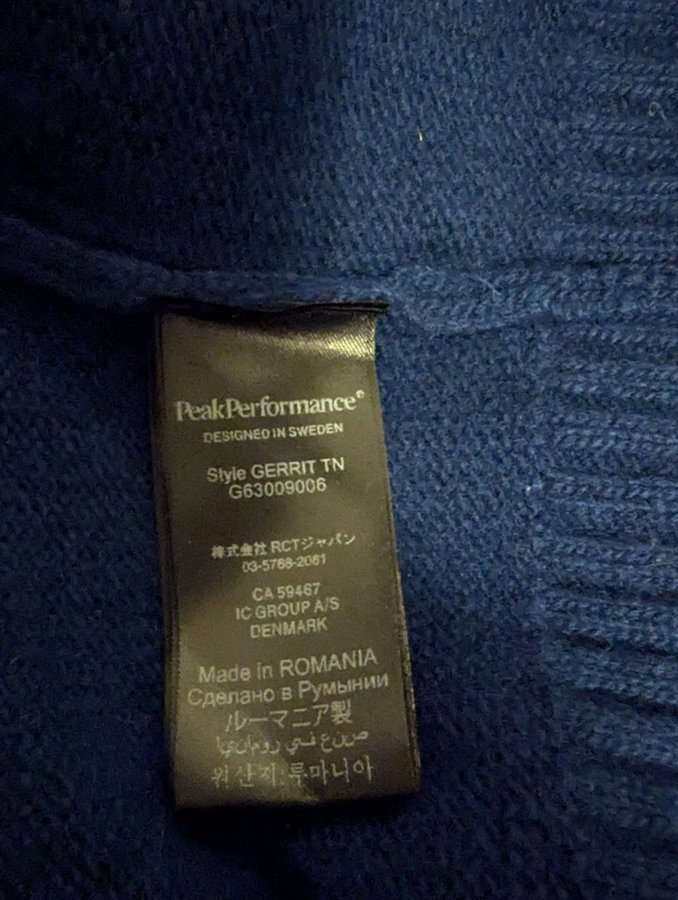 PeakPerformance®
DESIGNED IN SWEDEN
Style GERRIT TN
G63009006
株式会社 RCTジャパン
03-5768-2061
CA 59467
IC GROUP A/S
DENMARK
Made in ROMANIA
Сделано в Румынии
ルーマニア製
صنع في رومانيا
원산지:루마니아